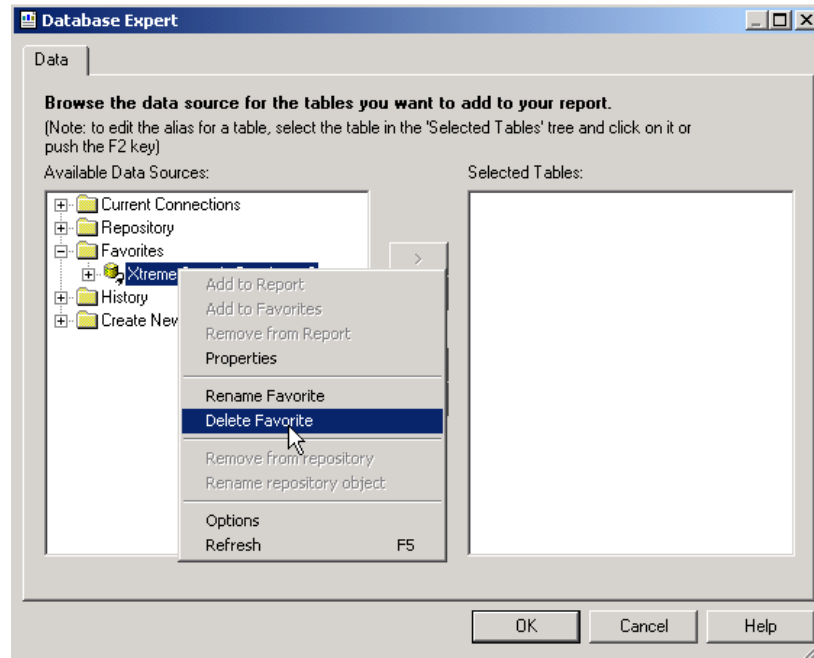 Database Expert
Data
Browse the data source for the tables you want to add to your report.
(Note: to edit the alias for a table, select the table in the 'Selected Tables' tree and click on it or
push the F2 key)
Available Data Sources:
Selected Tables:
Current Connections
Repository
Favorites
Xtreme
History
Create New
>
Add to Report
Add to Favorites
Remove from Report
Properties
Rename Favorite
Delete Favorite
Remove from repository
Rename repository object
Options
Refresh F5
OK
Cancel
Help